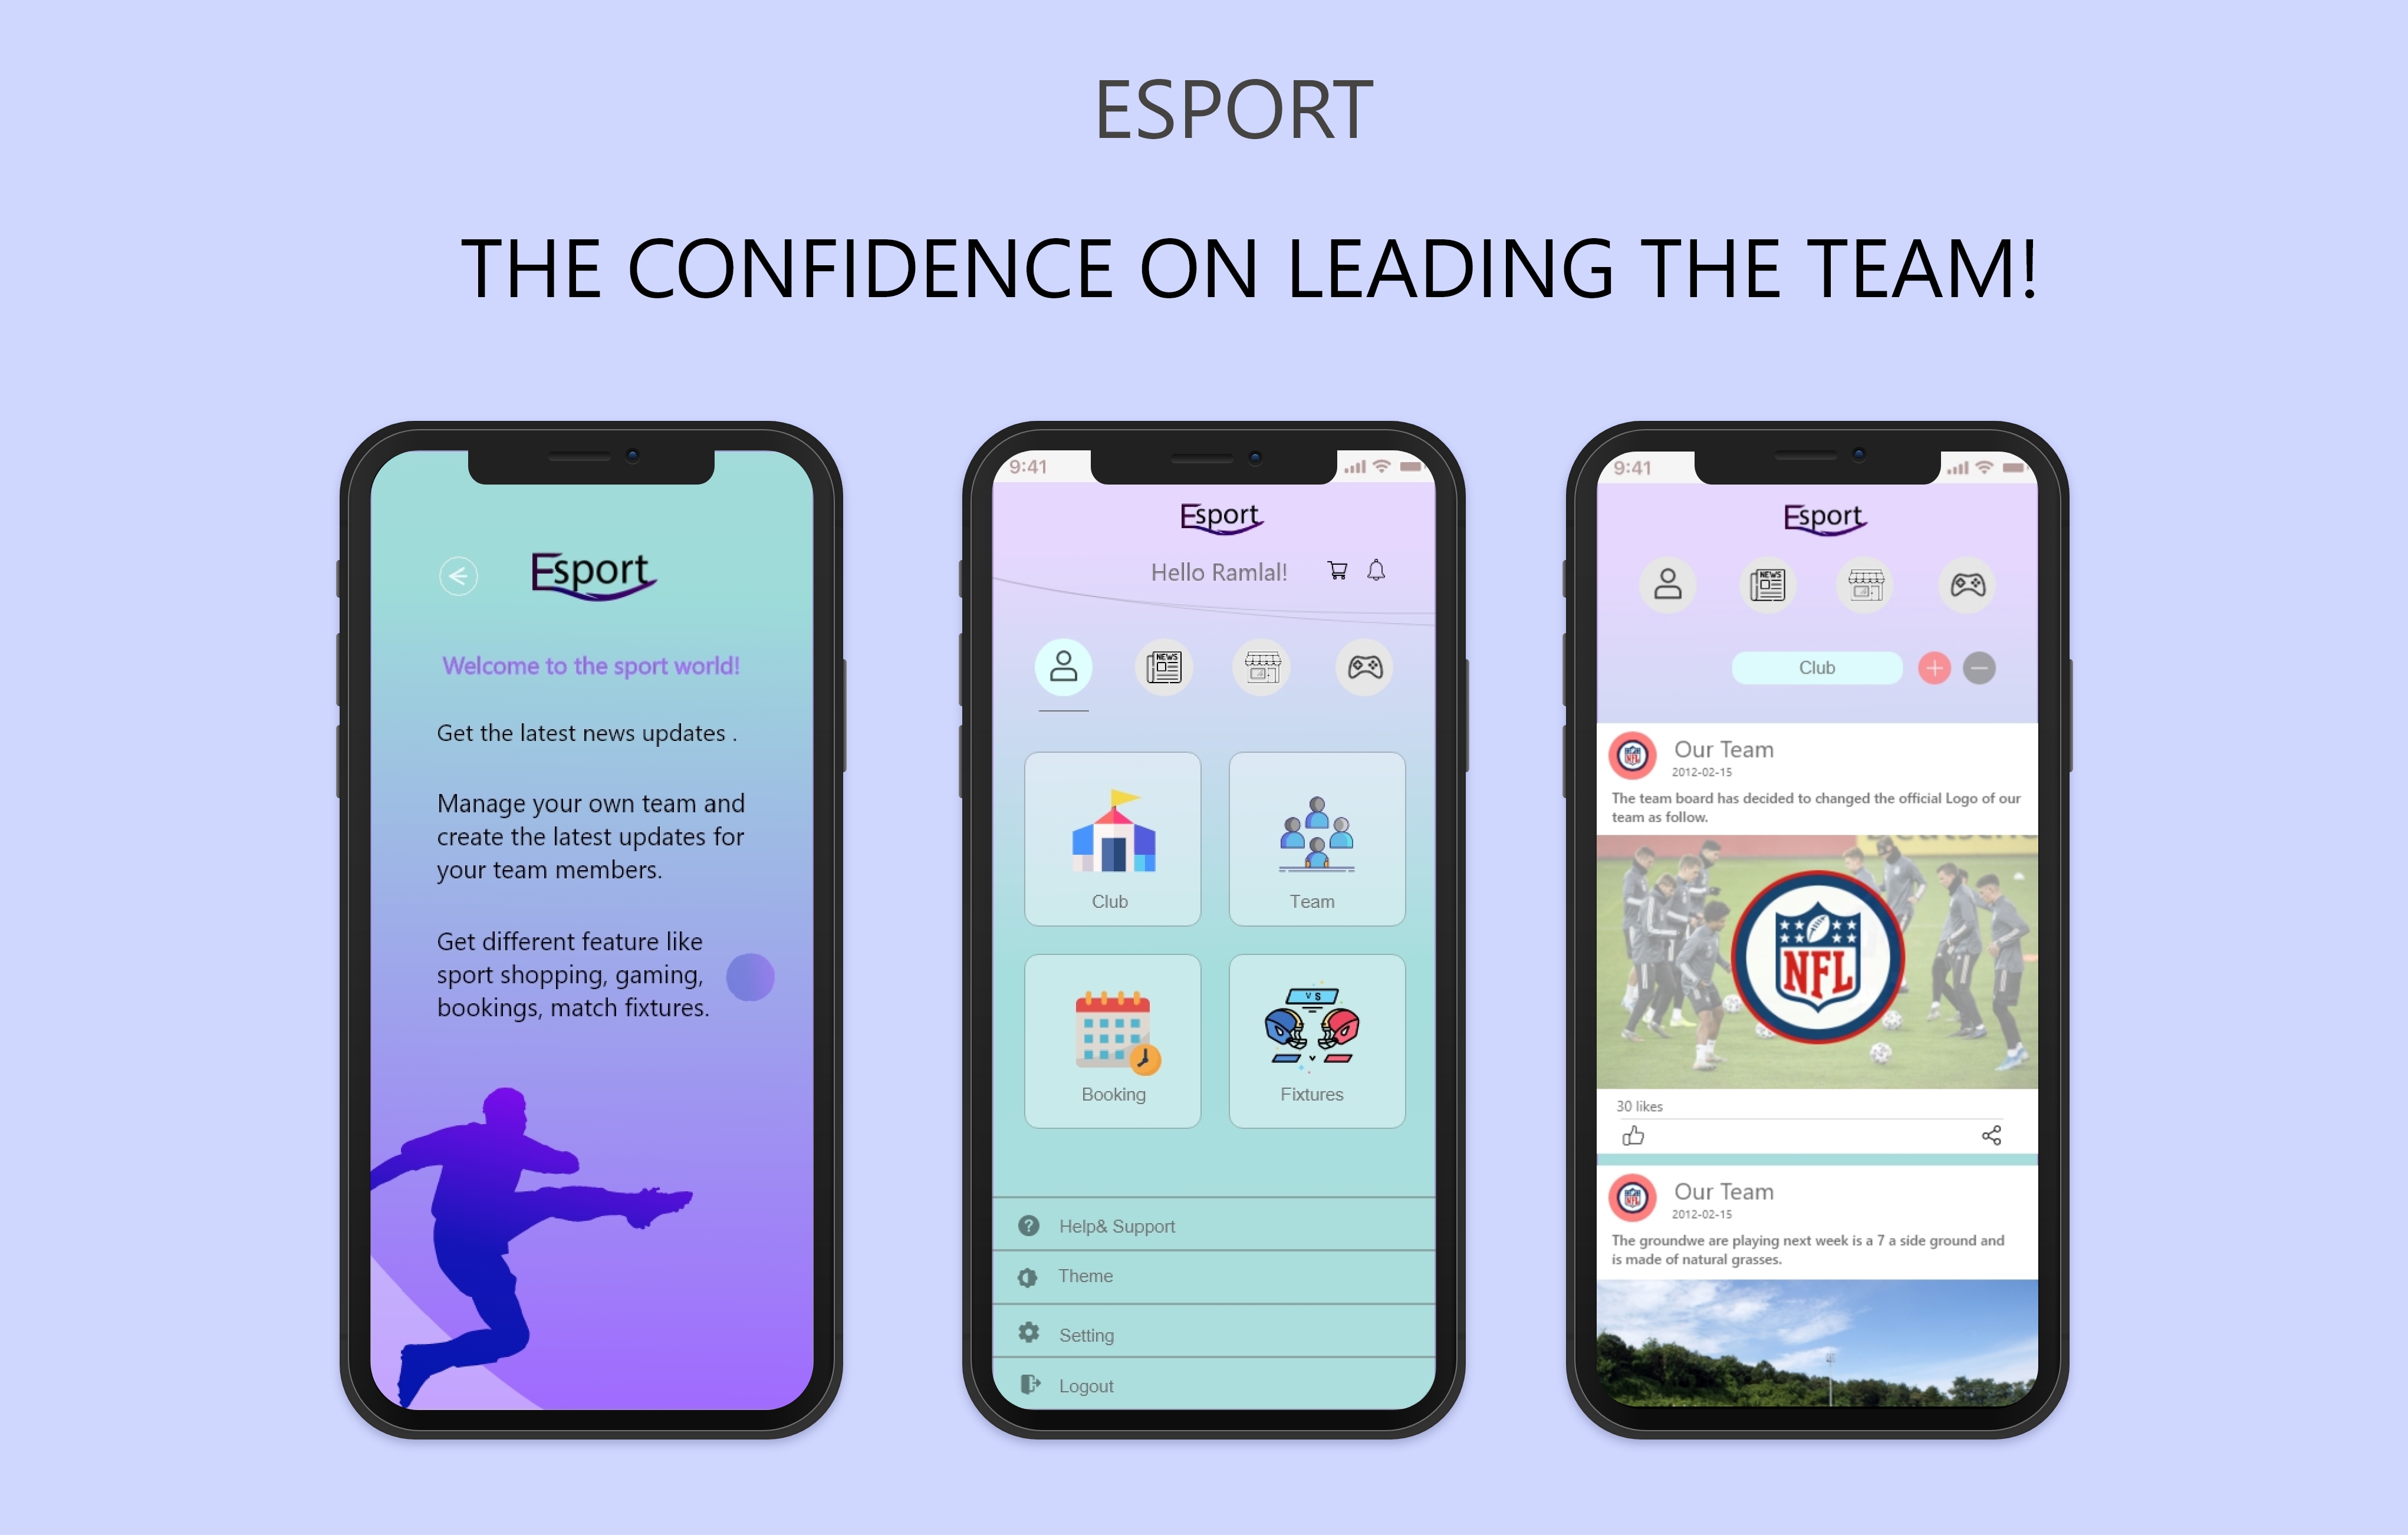 ESPORT
THE CONFIDENCE ON LEADING THE TEAM!
Esport
Welcome to the sport world!
Get the latest news updates .
Manage your own team and
create the latest updates for
your team members.
Get different feature like
sport shopping, gaming,
bookings, match fixtures.
9:41
Esport
Hello Ramlal!
NEWS
Club
Team
VS
Booking
Fixtures
Help& Support
Theme
Setting
Logout
9:41
Esport
NEWS
Club
NFL
Our Team
2012-02-15
The team board has decided to changed the official Logo of our
team as follow.
NFL
30 likes
NFL
Our Team
2012-02-15
The groundwe are playing next week is a 7 a side ground and
is made of natural grasses.